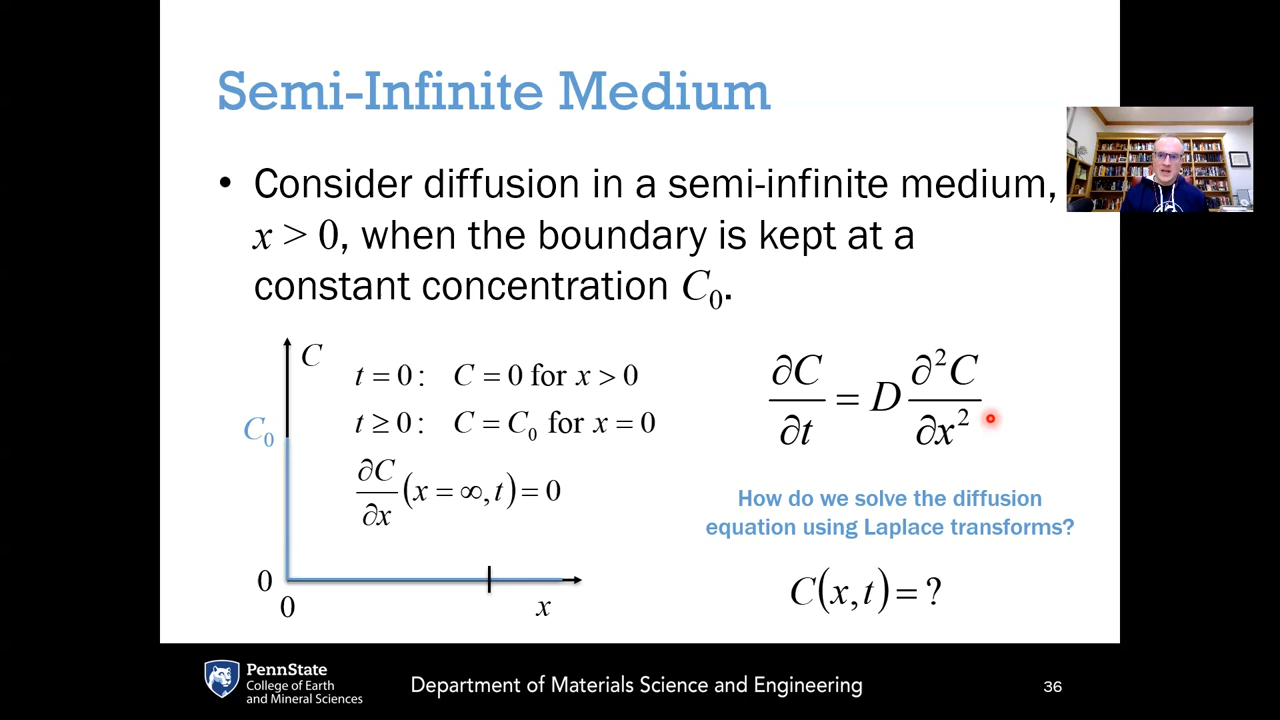 Semi-Infinite Medium
• Consider diffusion in a semi-infinite medium,
x > 0, when the boundary is kept at a
constant concentration C₀.
C
C₀
0
0
x
t = 0 :   C = 0 for x > 0
t ≥ 0 :   C = C₀ for x = 0
∂C/∂x (x = ∞, t) = 0
∂C/∂t = D ∂²C/∂x²
How do we solve the diffusion
equation using Laplace transforms?
C(x, t) = ?
PennState
College of Earth
and Mineral Sciences
Department of Materials Science and Engineering
36